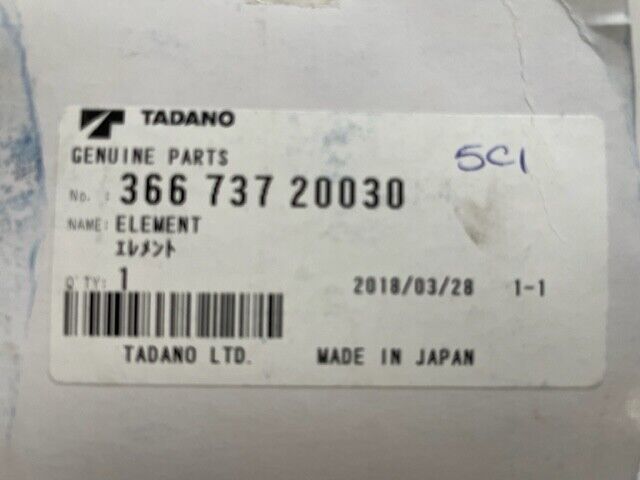 TADANO
GENUINE PARTS
5C1
No. : 366 737 20030
NAME: ELEMENT
エレメント
Q'TY: 1
2018/03/28 1-1
TADANO LTD. MADE IN JAPAN